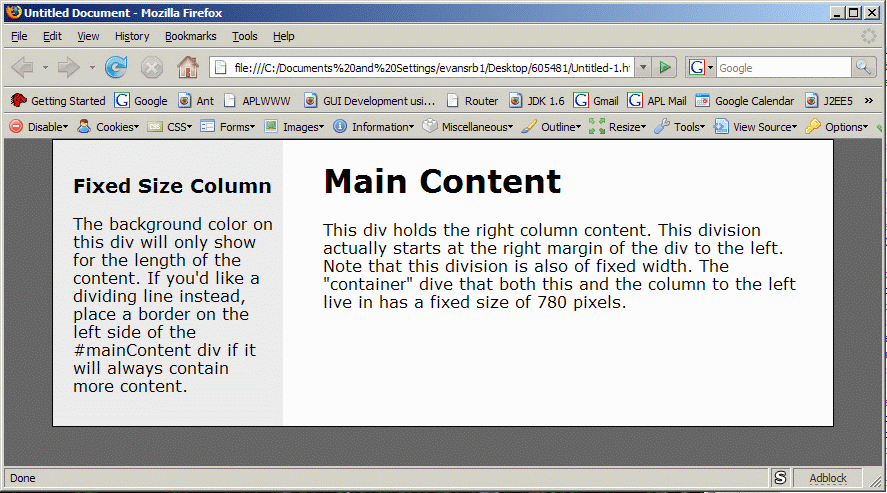 Untitled Document - Mozilla Firefox
File Edit View History Bookmarks Tools Help
file:///C:/Documents%20and%20Settings/evansrb1/Desktop/605481/Untitled-1.ht
G Google
Getting Started Google Ant APLWWW GUI Development usi... Router JDK 1.6 Gmail APL Mail Google Calendar J2EE5 »
Disable Cookies CSS Forms Images Information Miscellaneous Outline Resize Tools View Source Options
Fixed Size Column
The background color on
this div will only show
for the length of the
content. If you'd like a
dividing line instead,
place a border on the
left side of the
#mainContent div if it
will always contain
more content.
Main Content
This div holds the right column content. This division
actually starts at the right margin of the div to the left.
Note that this division is also of fixed width. The
"container" dive that both this and the column to the left
live in has a fixed size of 780 pixels.
Done S Adblock